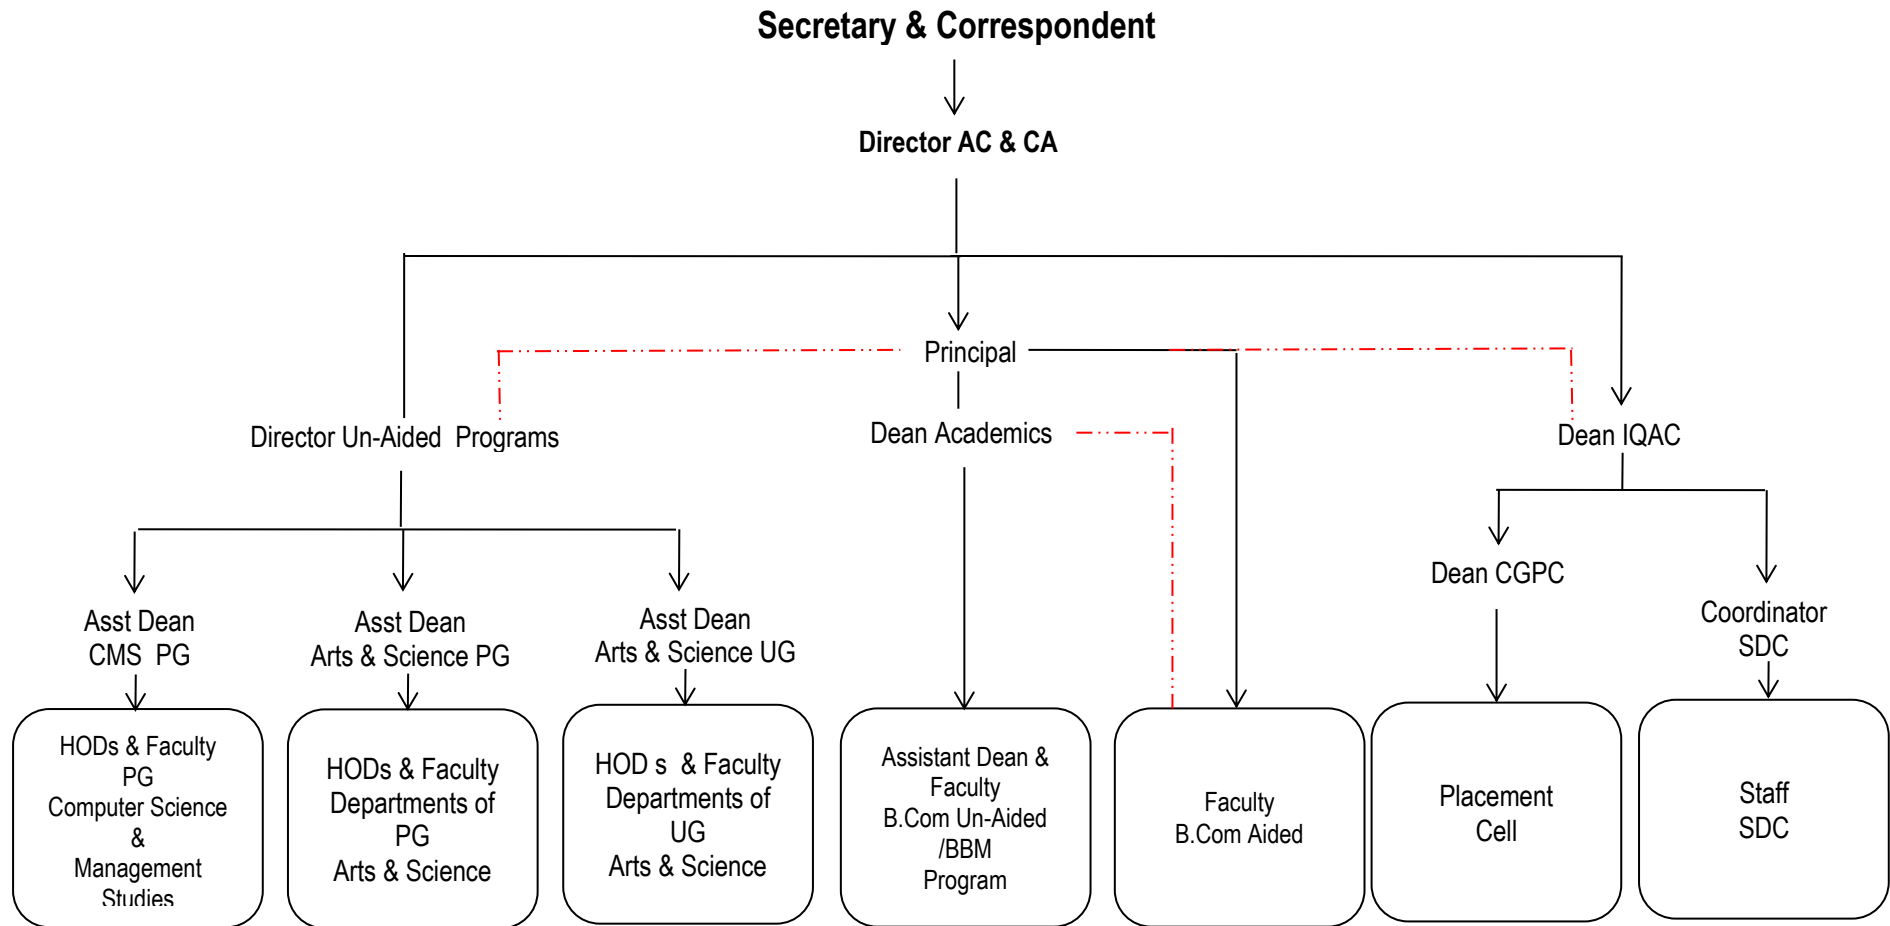 Secretary & Correspondent
Director AC & CA
Principal
Director Un-Aided Programs
Dean Academics
Dean IQAC
Dean CGPC
Coordinator
SDC
Asst Dean
CMS PG
Asst Dean
Arts & Science PG
Asst Dean
Arts & Science UG
HODs & Faculty
PG
Computer Science
&
Management
Studies
HODs & Faculty
Departments of
PG
Arts & Science
HOD s & Faculty
Departments of
UG
Arts & Science
Assistant Dean &
Faculty
B.Com Un-Aided
/BBM
Program
Faculty
B.Com Aided
Placement
Cell
Staff
SDC